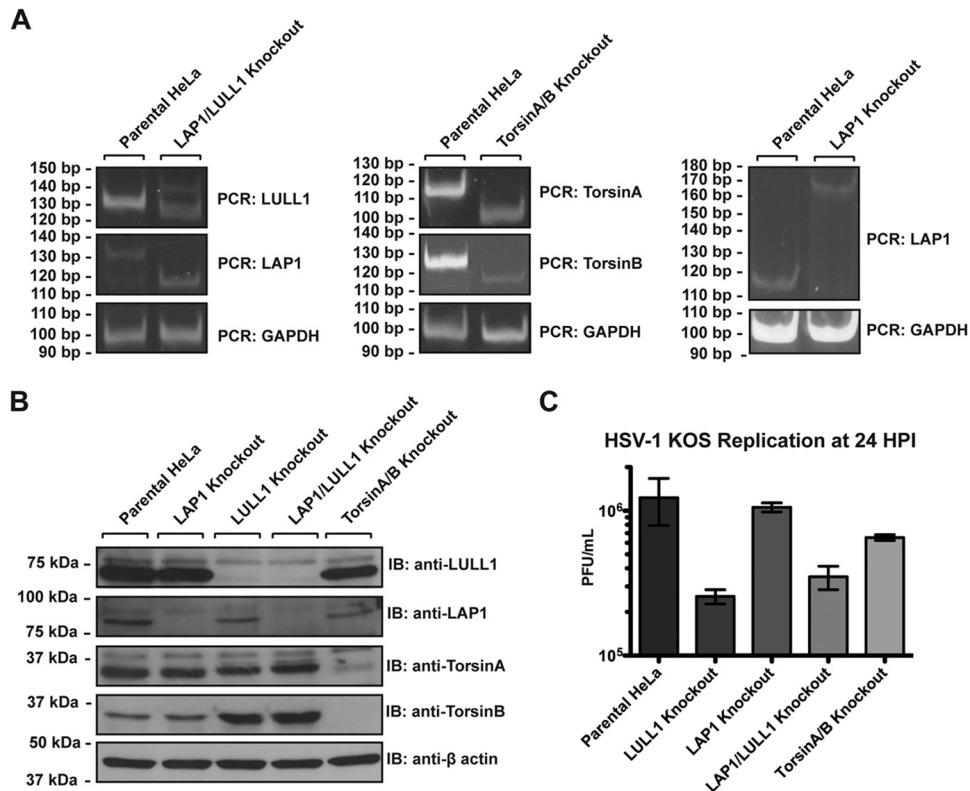 A
Parental HeLa
LAP1/LULL1 Knockout
150 bp -
140 bp -
130 bp -
120 bp -
PCR: LULL1
140 bp -
130 bp -
120 bp -
110 bp -
PCR: LAP1
110 bp -
100 bp -
90 bp -
PCR: GAPDH
Parental HeLa
TorsinA/B Knockout
130 bp -
120 bp -
110 bp -
100 bp -
PCR: TorsinA
140 bp -
130 bp -
120 bp -
110 bp -
PCR: TorsinB
110 bp -
100 bp -
90 bp -
PCR: GAPDH
Parental HeLa
LAP1 Knockout
180 bp -
170 bp -
160 bp -
150 bp -
140 bp -
130 bp -
120 bp -
110 bp -
PCR: LAP1
110 bp -
100 bp -
90 bp -
PCR: GAPDH
B
Parental HeLa
LAP1 Knockout
LULL1 Knockout
LAP1/LULL1 Knockout
TorsinA/B Knockout
75 kDa -
IB: anti-LULL1
100 kDa -
75 kDa -
IB: anti-LAP1
37 kDa -
IB: anti-TorsinA
37 kDa -
IB: anti-TorsinB
50 kDa -
37 kDa -
IB: anti-β actin
C
HSV-1 KOS Replication at 24 HPI
PFU/mL
10⁶
10⁵
Parental HeLa
LULL1 Knockout
LAP1 Knockout
LAP1/LULL1 Knockout
TorsinA/B Knockout